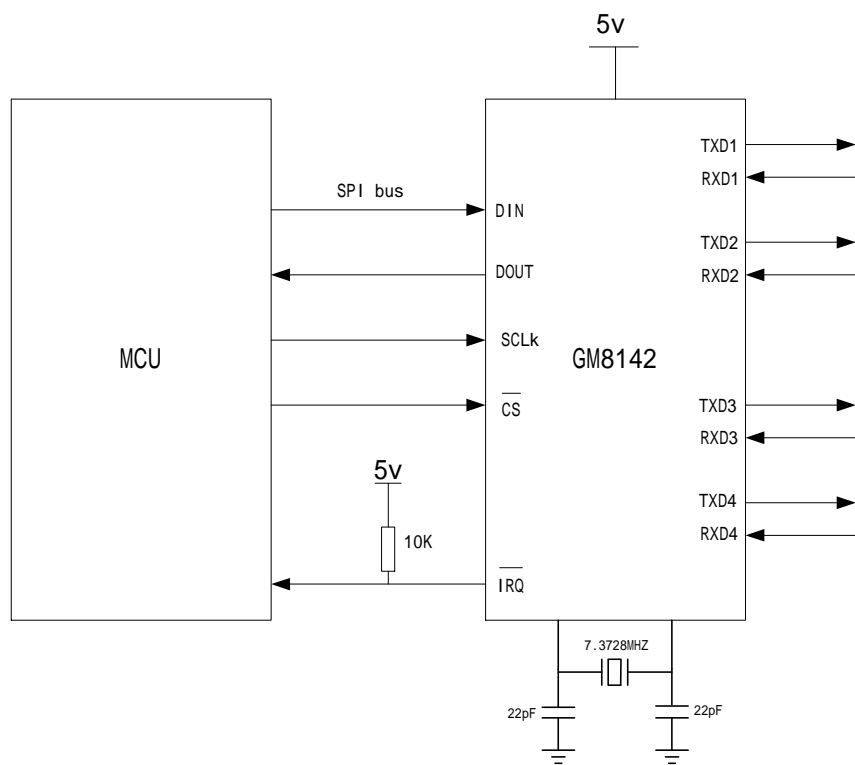 5v
TXD1
RXD1
SPI bus
DIN
TXD2
DOUT
RXD2
SCLk
MCU
GM8142
CS
TXD3
RXD3
5v
TXD4
10K
RXD4
IRQ
7.3728MHZ
22pF
22pF